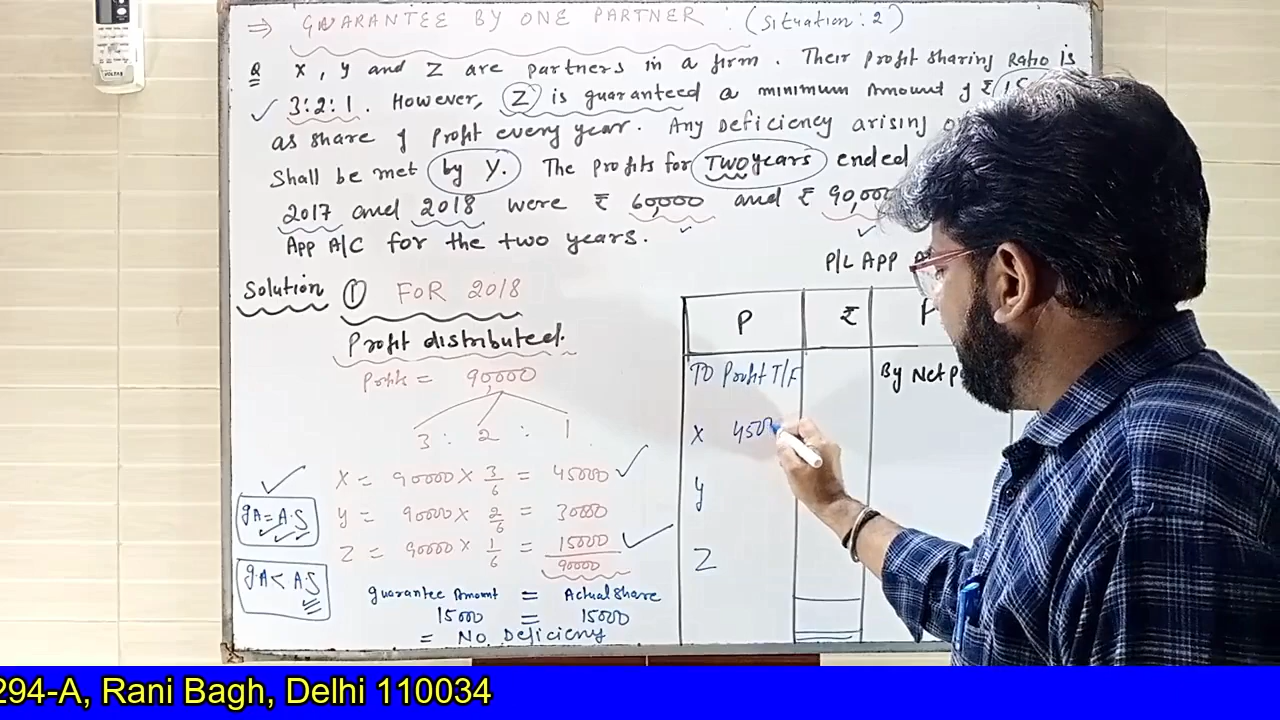 ⇒ GUARANTEE BY ONE PARTNER : (Situation : 2)
Q X, Y and Z are partners in a firm. Their Profit Sharing Ratio is
3:2:1. However, Z is guaranteed a minimum Amount of ₹
as share of Profit every year. Any Deficiency arising
Shall be met by Y. The Profits for TWO years ended
2017 and 2018 were ₹ 60,000 and ₹ 90,000
App A/C for the two years.
P/L APP
Solution ① FOR 2018
Profit distributed.
Profits = 90,000
3 : 2 : 1
X = 90000 × 3/6 = 45000
Y = 90000 × 2/6 = 30000
Z = 90000 × 1/6 = 15000
90000
GA = A.S
G.A < A.S
guarantee Amount = Actual share
15000 = 15000
= No Deficieny
P ₹
TO Profit T/F By Net
X 4500
Y
Z
294-A, Rani Bagh, Delhi 110034